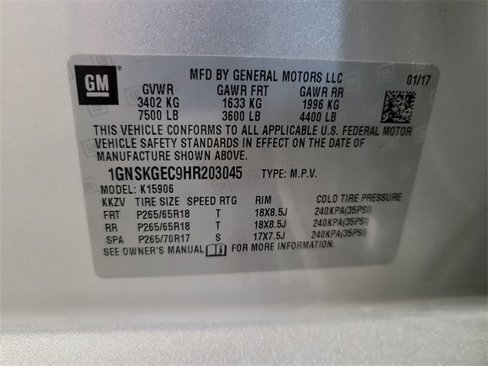 GM
MFD BY GENERAL MOTORS LLC 01/17
GVWR GAWR FRT GAWR RR
3402 KG 1633 KG 1996 KG
7500 LB 3600 LB 4400 LB
THIS VEHICLE CONFORMS TO ALL APPLICABLE U.S. FEDERAL MOTOR
VEHICLE SAFETY STANDARDS IN EFFECT ON THE DATE OF
MANUFACTURE SHOWN ABOVE.
1GNSKGEC9HR203045 TYPE: M.P.V.
MODEL: K15906
KKZV TIRE SIZE SPEED RTG RIM COLD TIRE PRESSURE
FRT P265/65R18 T 18X8.5J 240KPA(35PSI)
RR P265/65R18 T 18X8.5J 240KPA(35PSI)
SPA P265/70R17 S 17X7.5J 240KPA(35PSI)
SEE OWNER'S MANUAL FOR MORE INFORMATION.